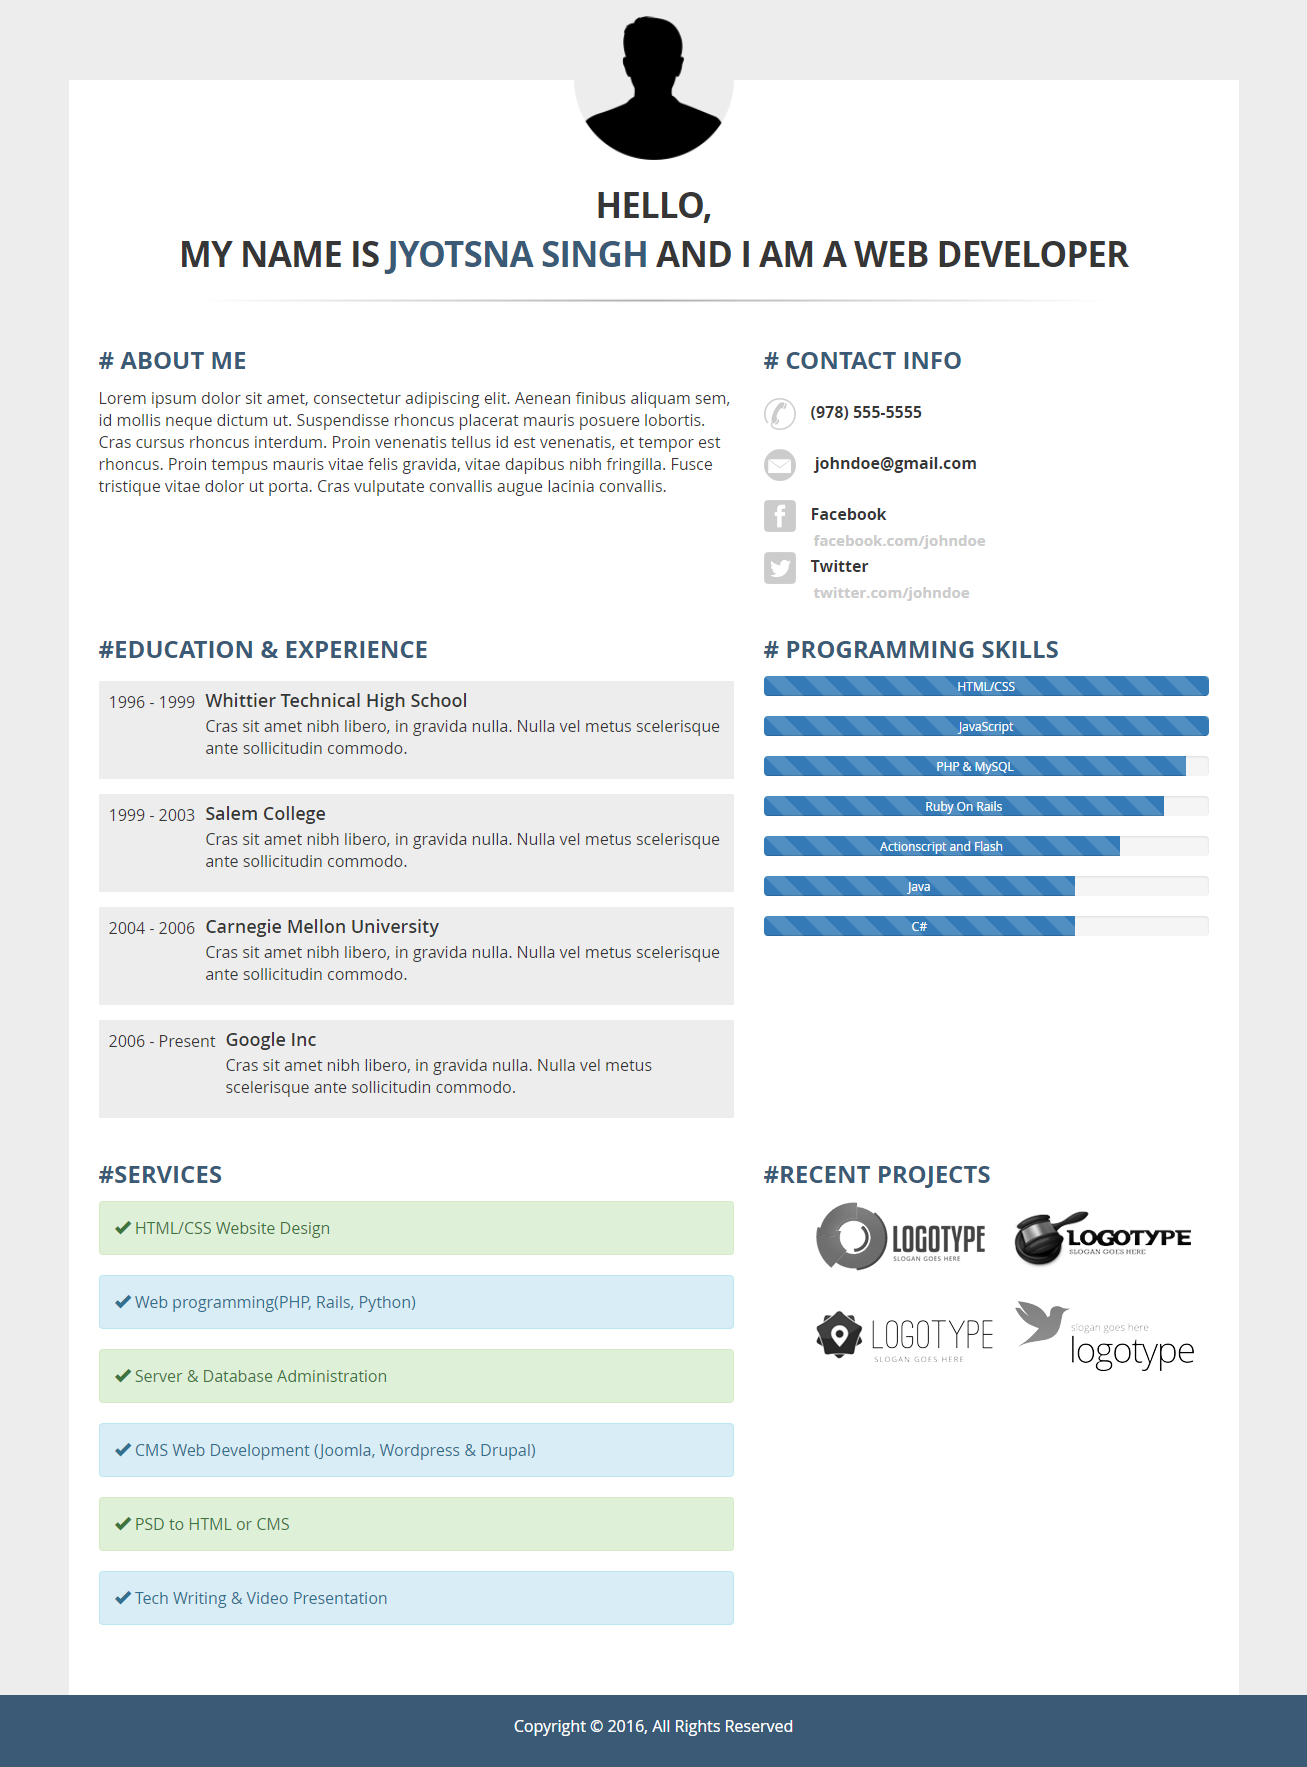 HELLO,
MY NAME IS JYOTSNA SINGH AND I AM A WEB DEVELOPER
# ABOUT ME
Lorem ipsum dolor sit amet, consectetur adipiscing elit. Aenean finibus aliquam sem,
id mollis neque dictum ut. Suspendisse rhoncus placerat mauris posuere lobortis.
Cras cursus rhoncus interdum. Proin venenatis tellus id est venenatis, et tempor est
rhoncus. Proin tempus mauris vitae felis gravida, vitae dapibus nibh fringilla. Fusce
tristique vitae dolor ut porta. Cras vulputate convallis augue lacinia convallis.
# CONTACT INFO
(978) 555-5555
johndoe@gmail.com
Facebook
facebook.com/johndoe
Twitter
twitter.com/johndoe
#EDUCATION & EXPERIENCE
1996 - 1999 Whittier Technical High School
Cras sit amet nibh libero, in gravida nulla. Nulla vel metus scelerisque
ante sollicitudin commodo.
1999 - 2003 Salem College
Cras sit amet nibh libero, in gravida nulla. Nulla vel metus scelerisque
ante sollicitudin commodo.
2004 - 2006 Carnegie Mellon University
Cras sit amet nibh libero, in gravida nulla. Nulla vel metus scelerisque
ante sollicitudin commodo.
2006 - Present Google Inc
Cras sit amet nibh libero, in gravida nulla. Nulla vel metus
scelerisque ante sollicitudin commodo.
# PROGRAMMING SKILLS
HTML/CSS
JavaScript
PHP & MySQL
Ruby On Rails
Actionscript and Flash
Java
C#
#SERVICES
HTML/CSS Website Design
Web programming(PHP, Rails, Python)
Server & Database Administration
CMS Web Development (Joomla, Wordpress & Drupal)
PSD to HTML or CMS
Tech Writing & Video Presentation
#RECENT PROJECTS
LOGOTYPE
SLOGAN GOES HERE
LOGOTYPE
SLOGAN GOES HERE
LOGOTYPE
SLOGAN GOES HERE
slogan goes here
logotype
Copyright © 2016, All Rights Reserved